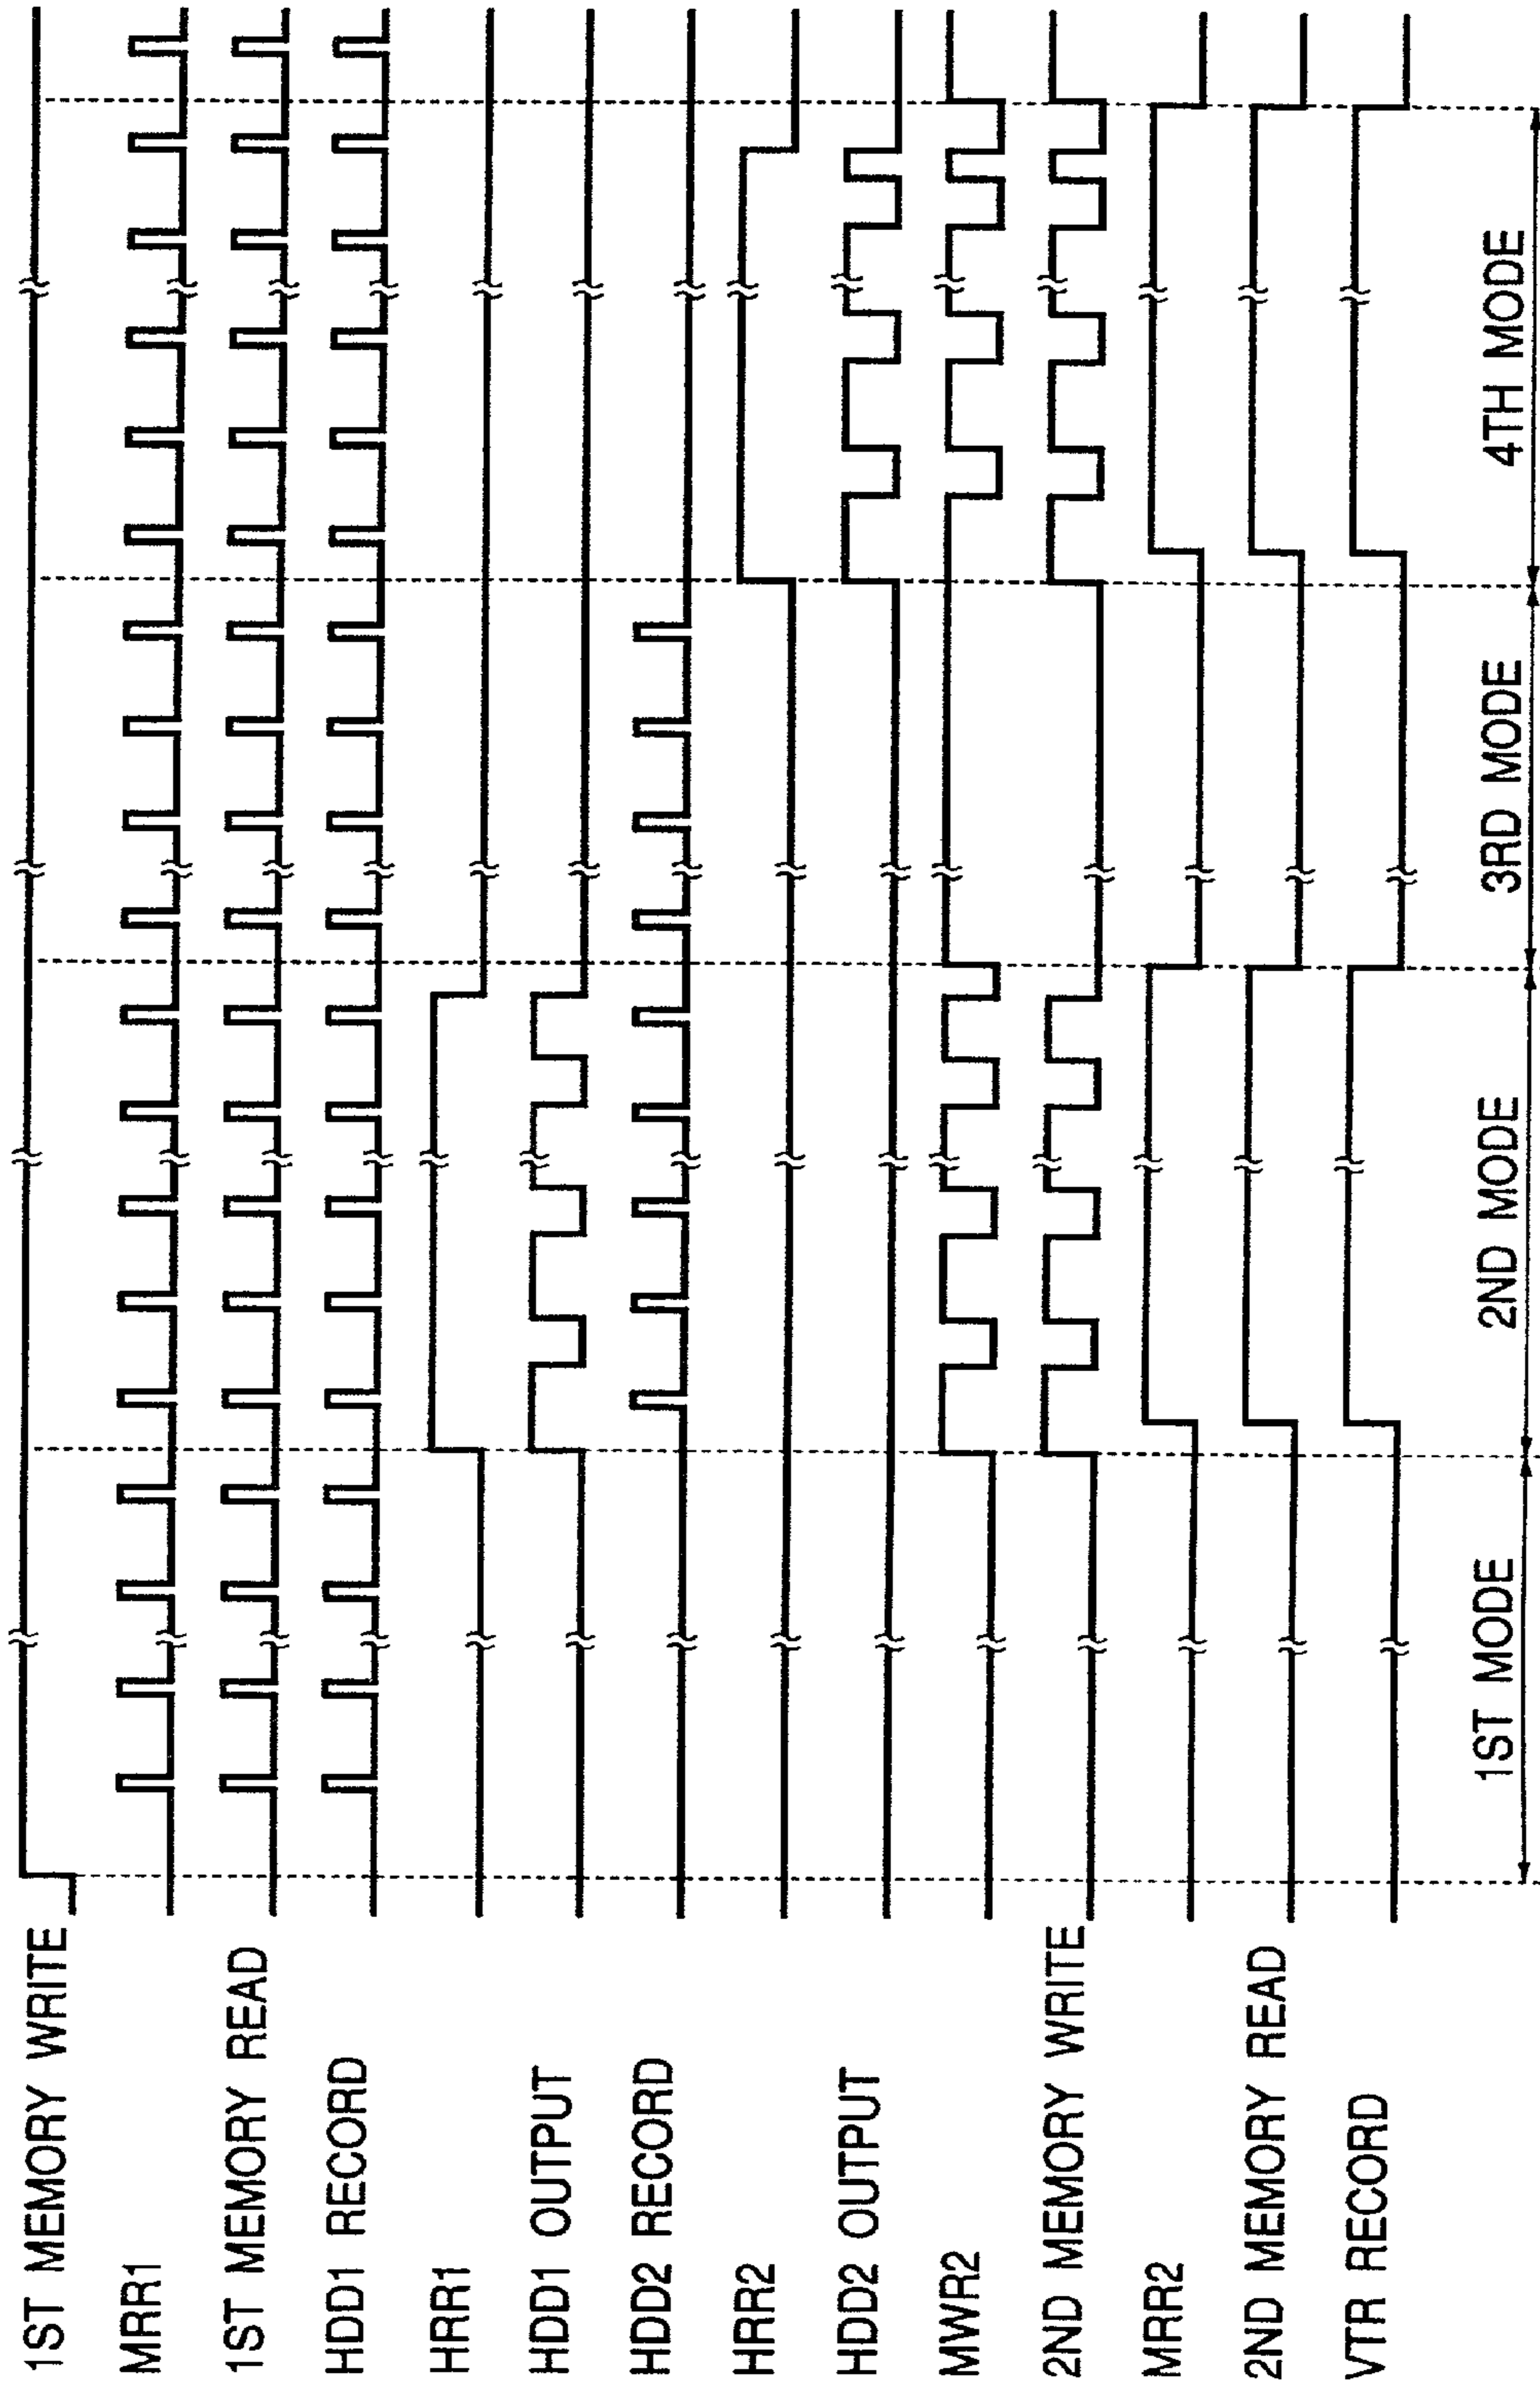 1ST MEMORY WRITE
MRR1
1ST MEMORY READ
HDD1 RECORD
HRR1
HDD1 OUTPUT
HDD2 RECORD
HRR2
HDD2 OUTPUT
MWR2
2ND MEMORY WRITE
MRR2
2ND MEMORY READ
VTR RECORD
1ST MODE
2ND MODE
3RD MODE
4TH MODE